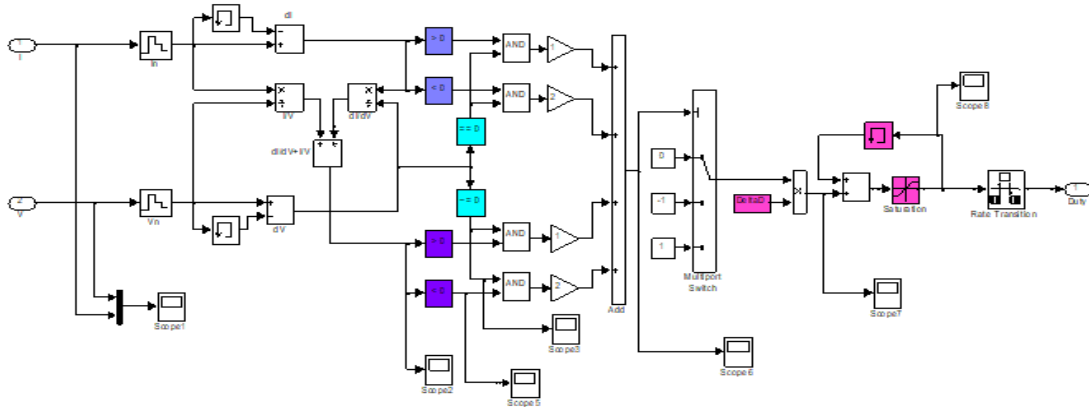 dI
1
I
In
> 0
AND
1
< 0
AND
2
I/V
dI/dV
== 0
dI/dV+I/V
2
V
Vn
dV
~= 0
> 0
AND
1
< 0
AND
2
Add
0
-1
1
Multiport
Switch
DeltaD
Saturation
Rate Transition
1
Duty
Scope8
Scope7
Scope6
Scope1
Scope3
Scope2
Scope5